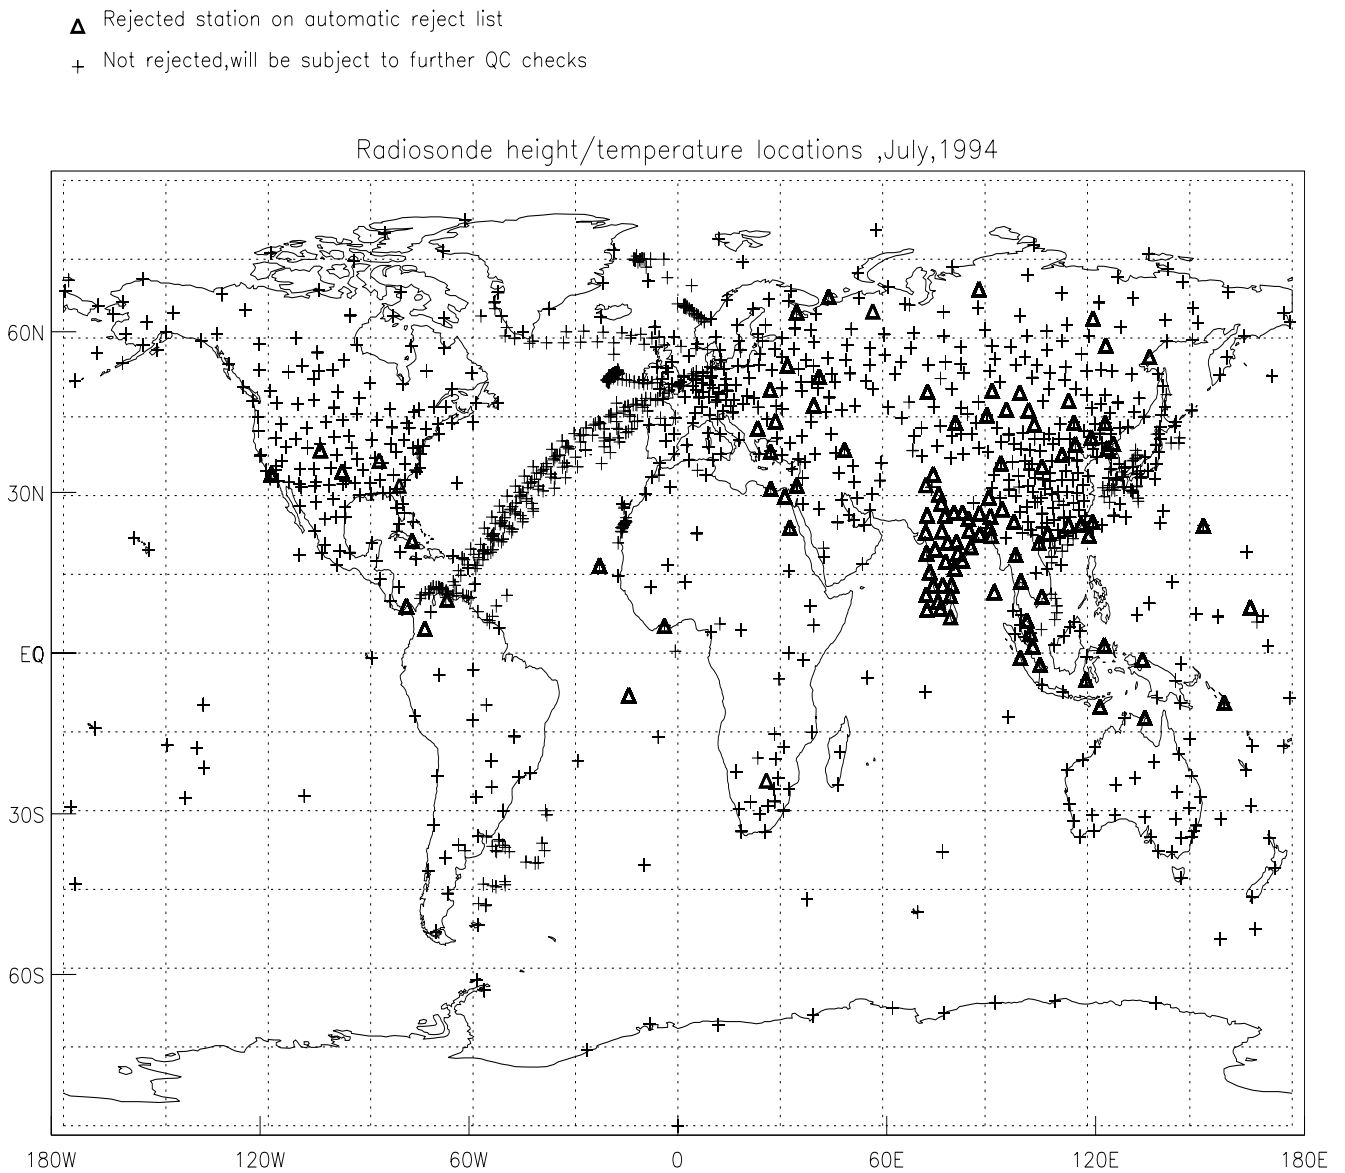 Rejected station on automatic reject list
Not rejected,will be subject to further QC checks
Radiosonde height/temperature locations ,July,1994
60N
30N
EQ
30S
60S
180W 120W 60W 0 60E 120E 180E